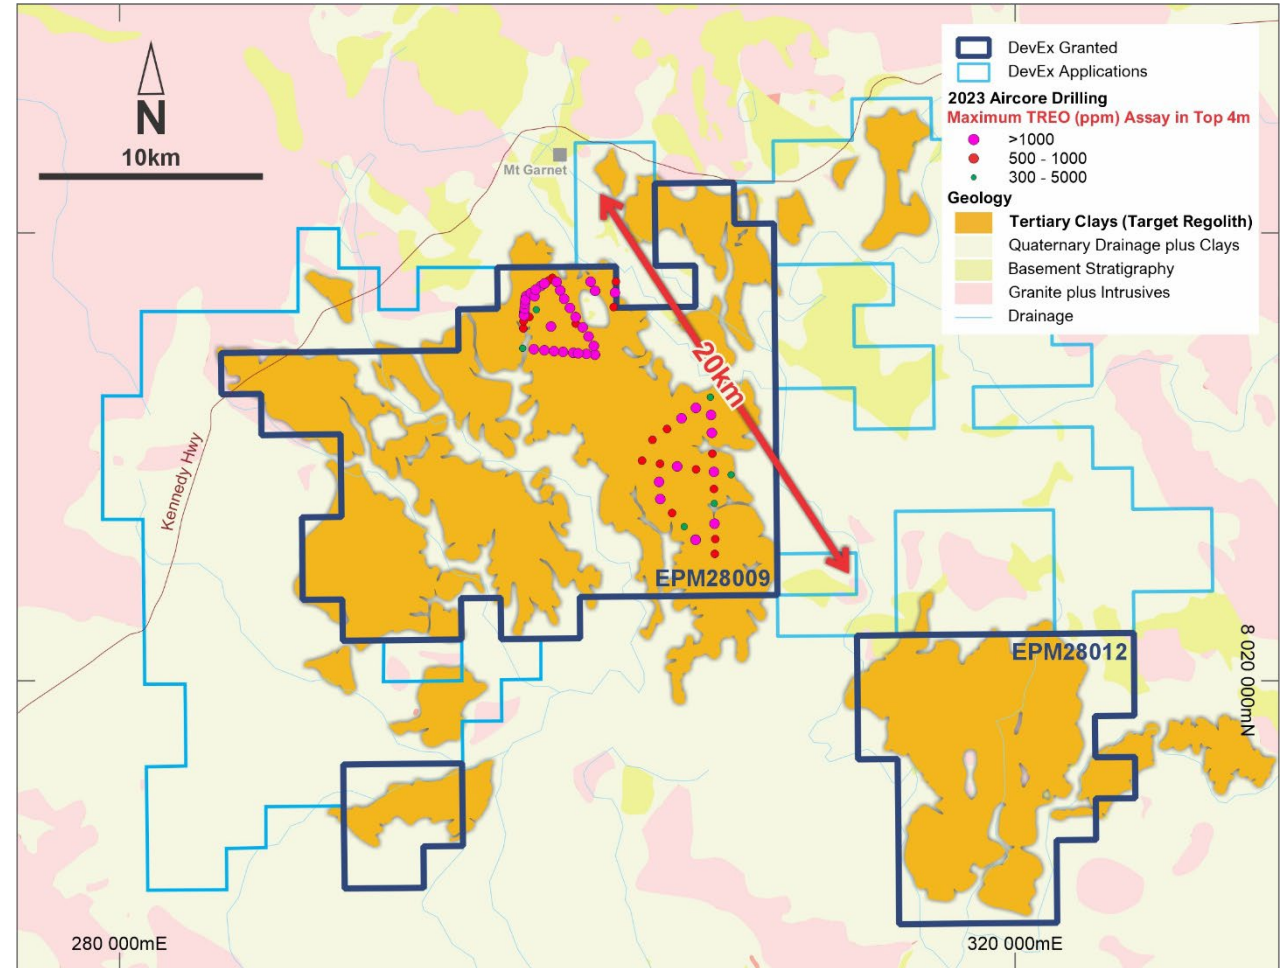 DevEx Granted
DevEx Applications
2023 Aircore Drilling
Maximum TREO (ppm) Assay in Top 4m
>1000
500 - 1000
300 - 5000
Geology
Tertiary Clays (Target Regolith)
Quaternary Drainage plus Clays
Basement Stratigraphy
Granite plus Intrusives
Drainage
N
10km
Mt Garnet
20km
Kennedy Hwy
EPM28009
EPM28012
8 020 000mN
280 000mE
320 000mE